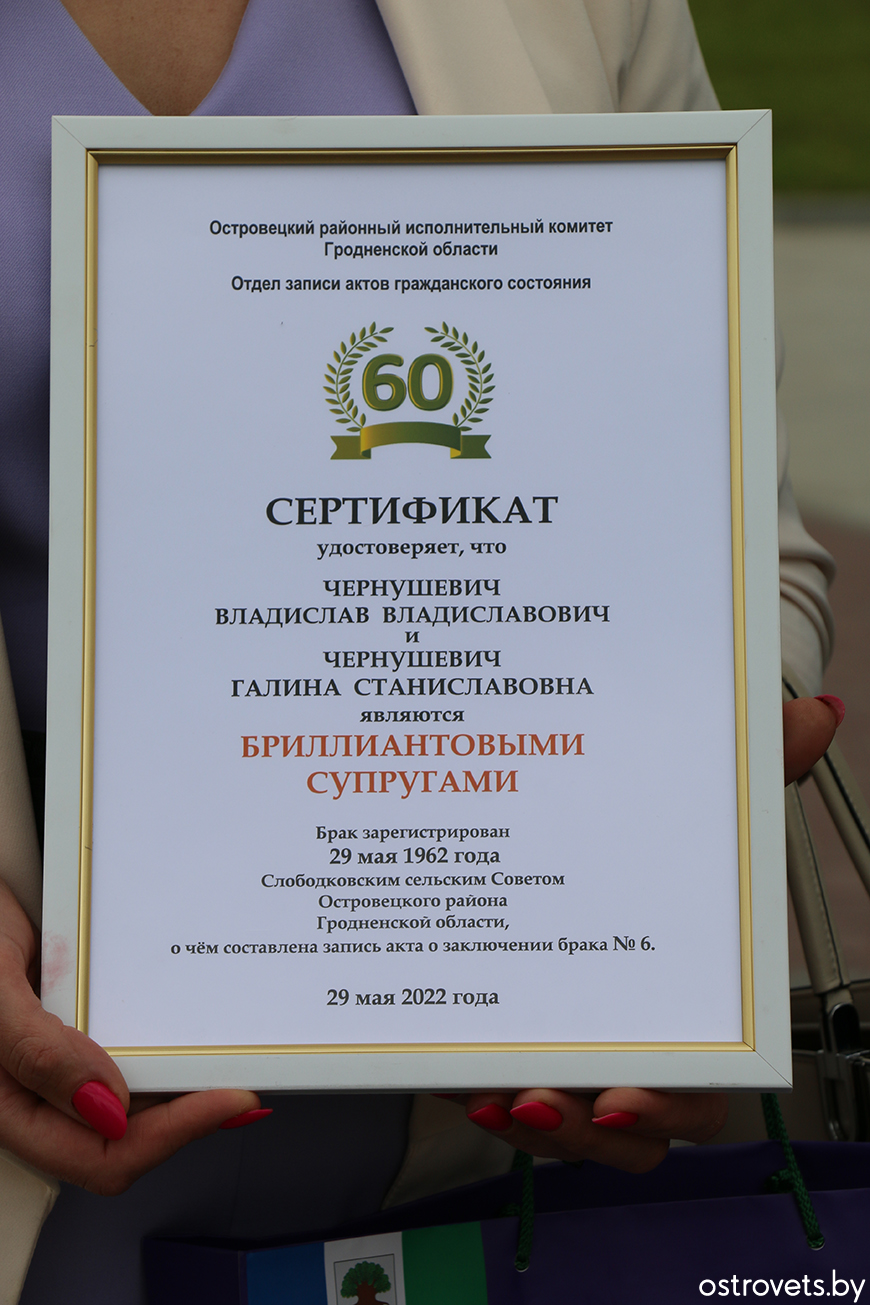 Островецкий районный исполнительный комитет
Гродненской области
Отдел записи актов гражданского состояния
60
СЕРТИФИКАТ
удостоверяет, что
ЧЕРНУШЕВИЧ
ВЛАДИСЛАВ ВЛАДИСЛАВОВИЧ
и
ЧЕРНУШЕВИЧ
ГАЛИНА СТАНИСЛАВОВНА
являются
БРИЛЛИАНТОВЫМИ
СУПРУГАМИ
Брак зарегистрирован
29 мая 1962 года
Слободковским сельским Советом
Островецкого района
Гродненской области,
о чём составлена запись акта о заключении брака № 6.
29 мая 2022 года
ostrovets.by